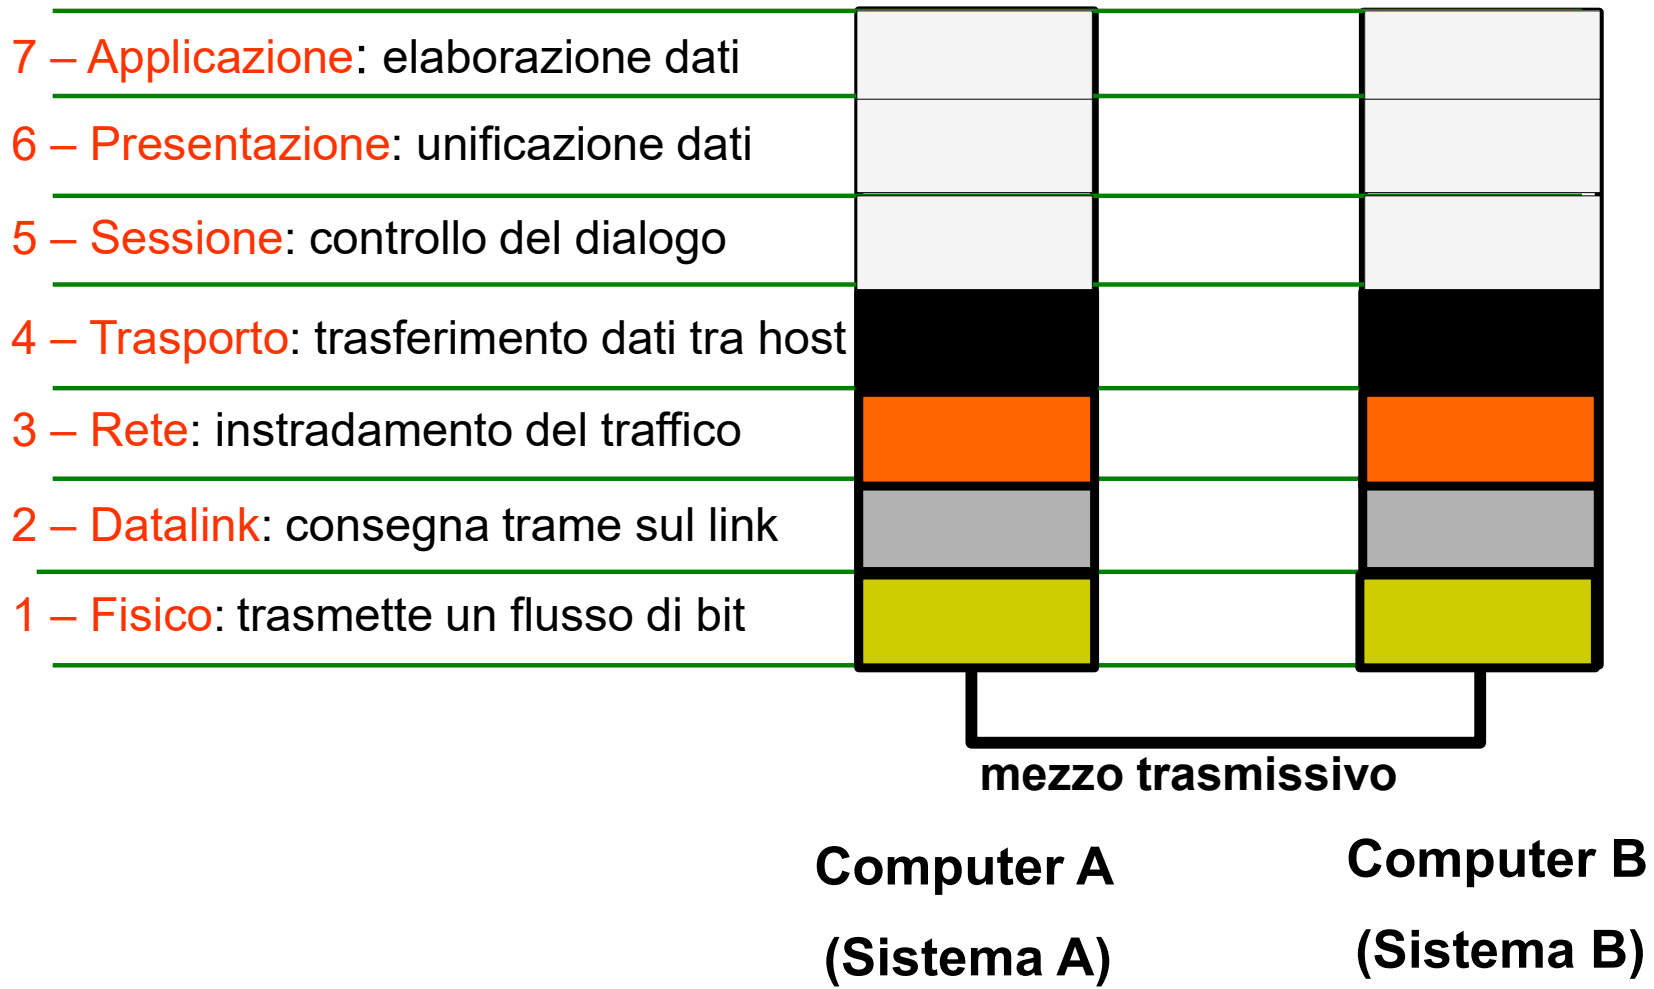 7 – Applicazione: elaborazione dati
6 – Presentazione: unificazione dati
5 – Sessione: controllo del dialogo
4 – Trasporto: trasferimento dati tra host
3 – Rete: instradamento del traffico
2 – Datalink: consegna trame sul link
1 – Fisico: trasmette un flusso di bit
mezzo trasmissivo
Computer A
(Sistema A)
Computer B
(Sistema B)